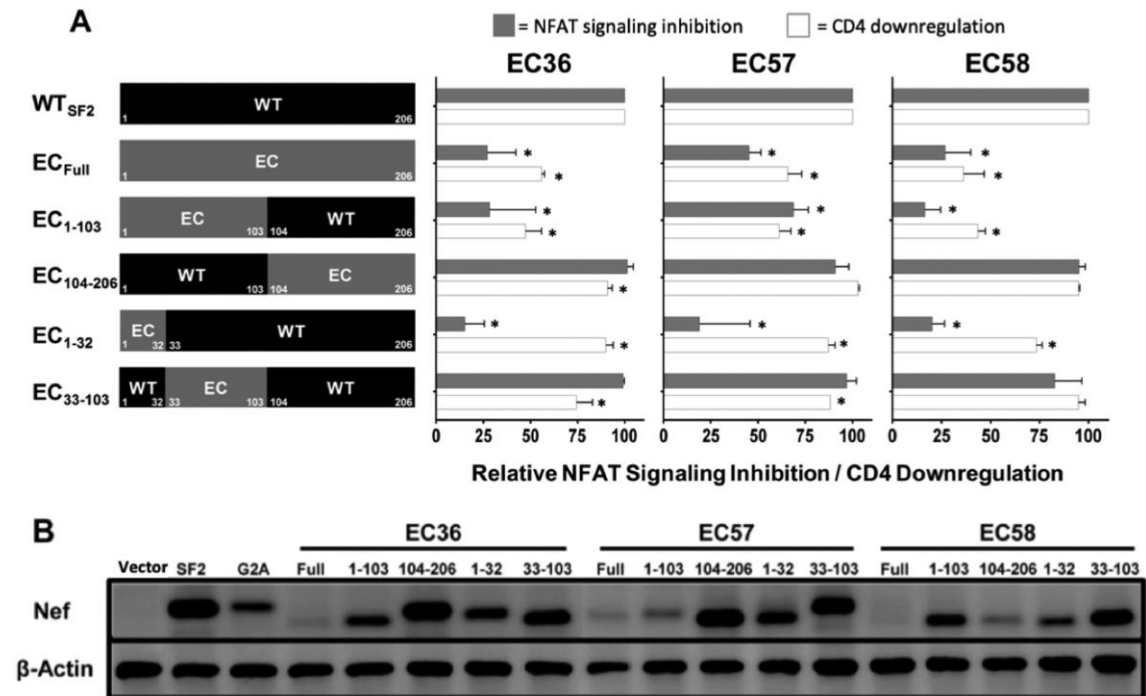 A
= NFAT signaling inhibition
= CD4 downregulation
EC36 EC57 EC58
WTSF2
WT
1 206
ECFull
EC
1 206
EC1-103
EC WT
1 103 104 206
EC104-206
WT EC
1 103 104 206
EC1-32
EC WT
1 32 33 206
EC33-103
WT EC WT
1 32 33 103 104 206
* * * * * *
* * * * * *
* * *
* * * * *
* *
0 25 50 75 100 0 25 50 75 100 0 25 50 75 100
Relative NFAT Signaling Inhibition / CD4 Downregulation
B
EC36 EC57 EC58
Vector SF2 G2A Full 1-103 104-206 1-32 33-103 Full 1-103 104-206 1-32 33-103 Full 1-103 104-206 1-32 33-103
Nef
β-Actin